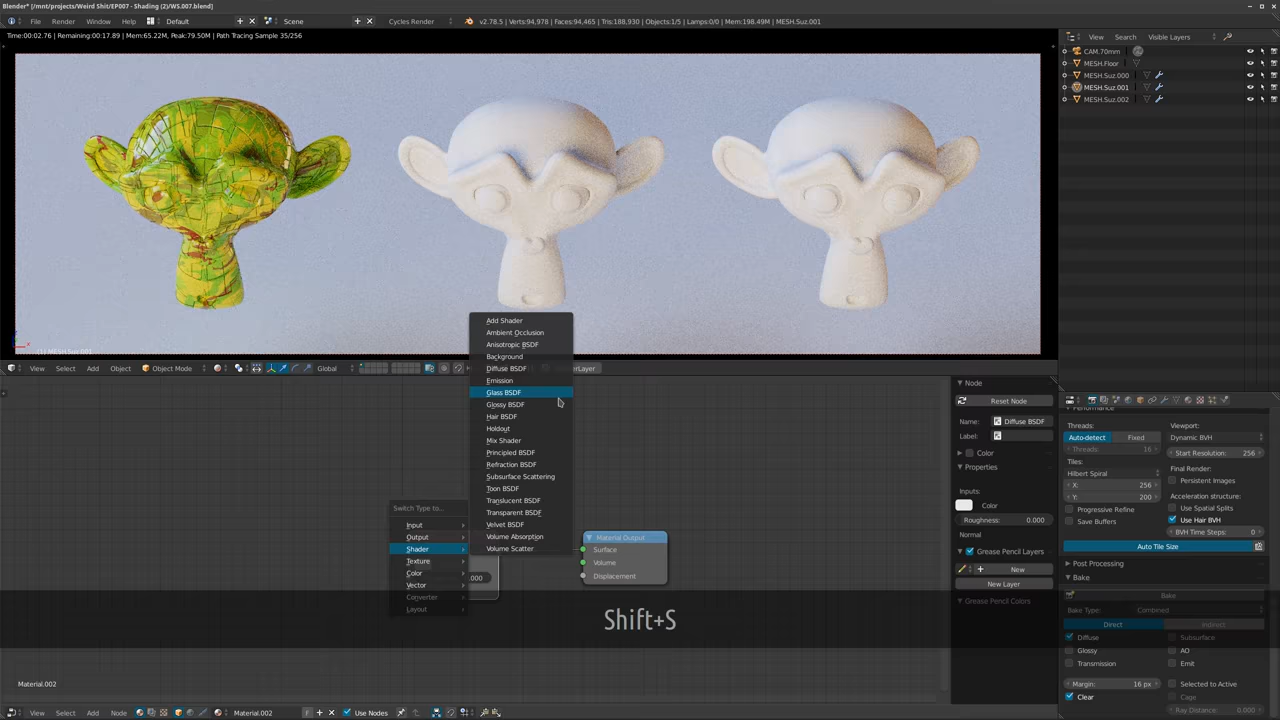 Blender* [/mnt/projects/Weird Shit/EP007 - Shading (2)/WS.007.blend]
File Render Window Help Default Scene Cycles Render v2.78.5 | Verts:94,978 | Faces:94,465 | Tris:188,930 | Objects:1/5 | Lamps:0/0 | Mem:198.49M | MESH.Suz.001
Time:00:02.76 | Remaining:00:17.89 | Mem:65.22M, Peak:79.50M | Path Tracing Sample 35/256
View Search Visible Layers
CAM.70mm
MESH.Floor
MESH.Suz.000
MESH.Suz.001
MESH.Suz.002
(1) MESH.Suz.001
View Select Add Object Object Mode Global erLayer
Add Shader
Ambient Occlusion
Anisotropic BSDF
Background
Diffuse BSDF
Emission
Glass BSDF
Glossy BSDF
Hair BSDF
Holdout
Mix Shader
Principled BSDF
Refraction BSDF
Subsurface Scattering
Toon BSDF
Translucent BSDF
Transparent BSDF
Velvet BSDF
Volume Absorption
Volume Scatter
Switch Type to...
Input
Output
Shader
Texture
Color
Vector
Converter
Layout
.000
Material Output
Surface
Volume
Displacement
Node
Reset Node
Name: Diffuse BSDF
Label:
Color
Properties
Inputs:
Color
Roughness: 0.000
Normal
Grease Pencil Layers
New
New Layer
Grease Pencil Colors
Performance
Threads: Viewport:
Auto-detect Fixed Dynamic BVH
Threads: 16 Start Resolution: 256
Tiles: Final Render:
Hilbert Spiral Persistent Images
X: 256 Acceleration structure:
Y: 200 Use Spatial Splits
Progressive Refine Use Hair BVH
Save Buffers BVH Time Steps: 0
Auto Tile Size
Post Processing
Bake
Bake
Bake Type: Combined
Direct Indirect
Diffuse Subsurface
Glossy AO
Transmission Emit
Margin: 16 px Selected to Active
Clear Cage
Ray Distance: 0.000
Shift+S
Material.002
View Select Add Node Material.002 F Use Nodes